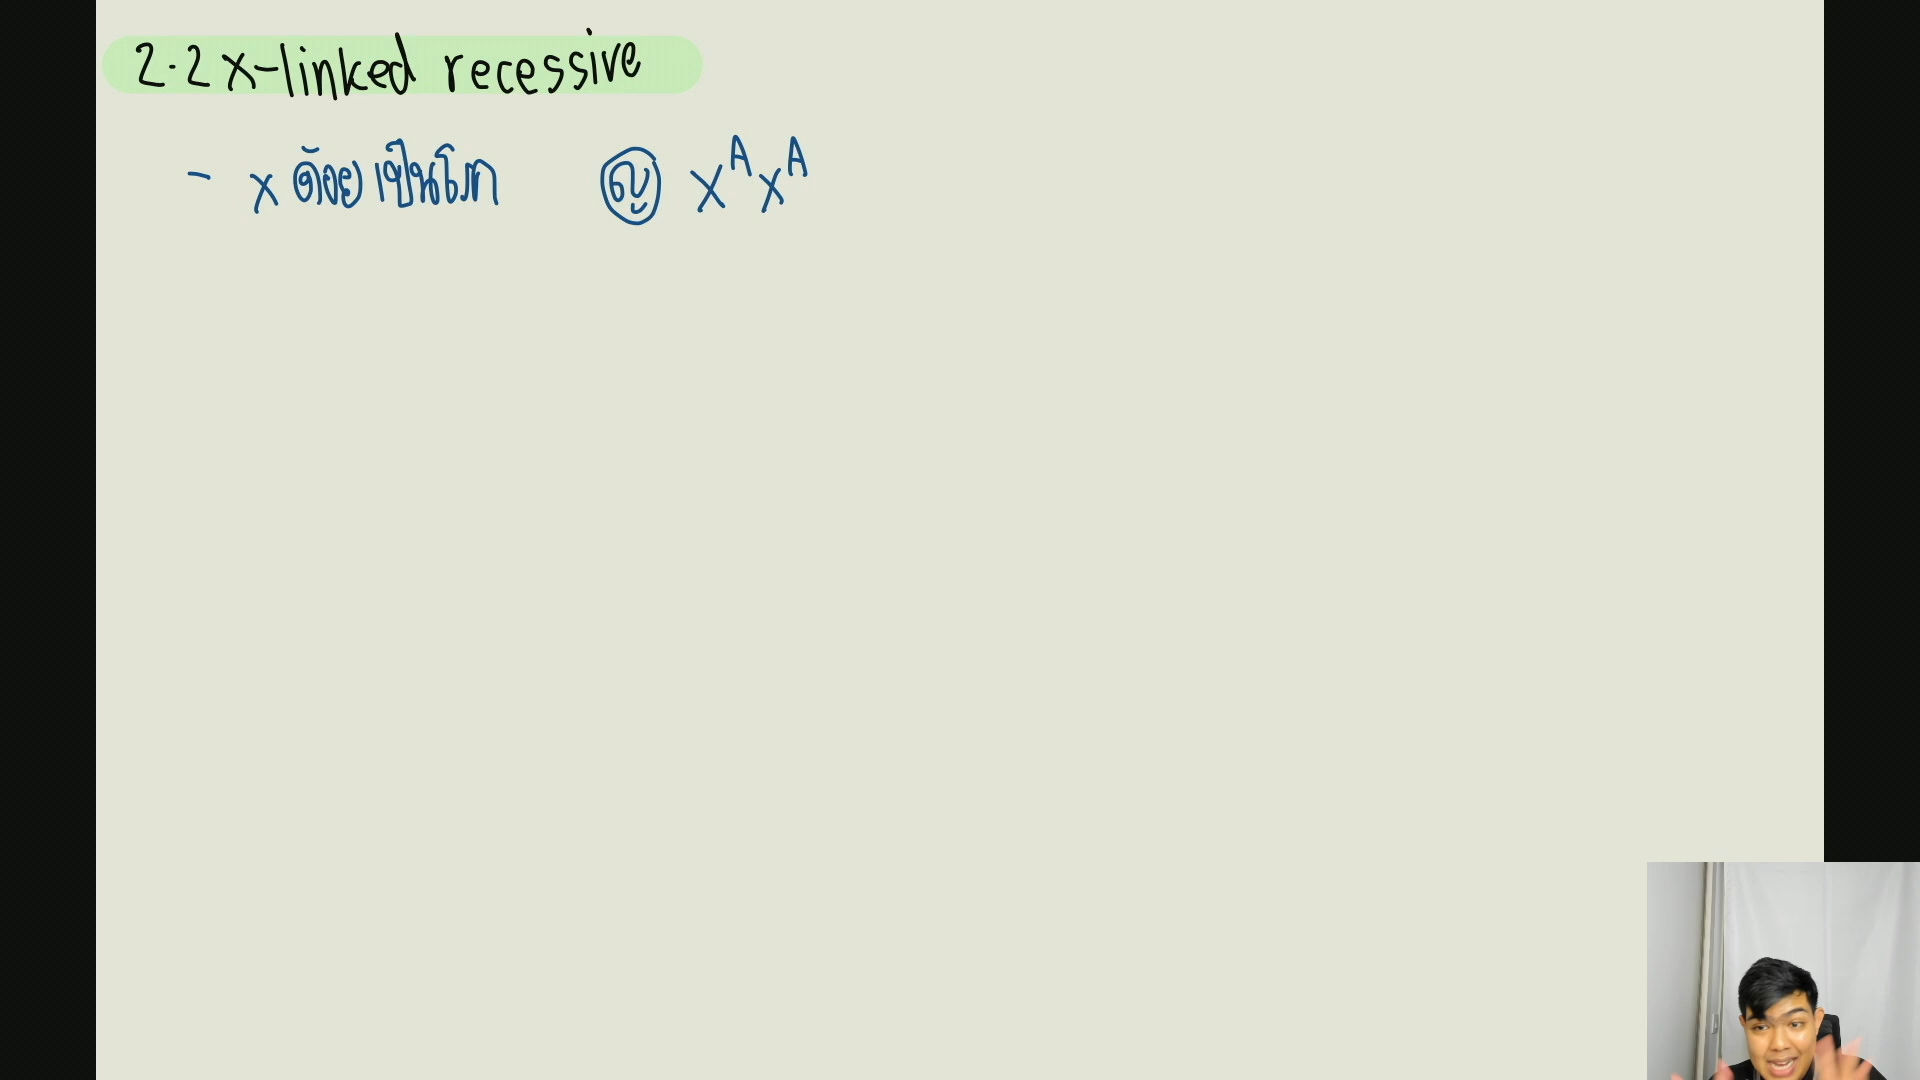 2.2 X-linked recessive
- X ด้อยเป็นโรค ญ X^A X^A